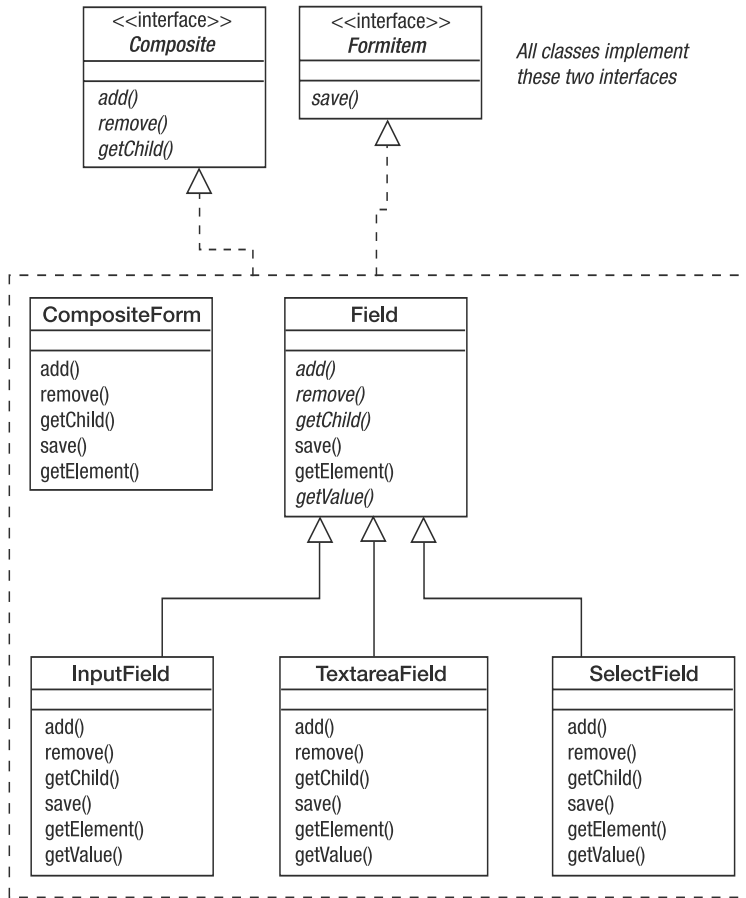 <<interface>>
Composite
add()
remove()
getChild()
<<interface>>
Formitem
save()
All classes implement
these two interfaces
CompositeForm
add()
remove()
getChild()
save()
getElement()
Field
add()
remove()
getChild()
save()
getElement()
getValue()
InputField
add()
remove()
getChild()
save()
getElement()
getValue()
TextareaField
add()
remove()
getChild()
save()
getElement()
getValue()
SelectField
add()
remove()
getChild()
save()
getElement()
getValue()